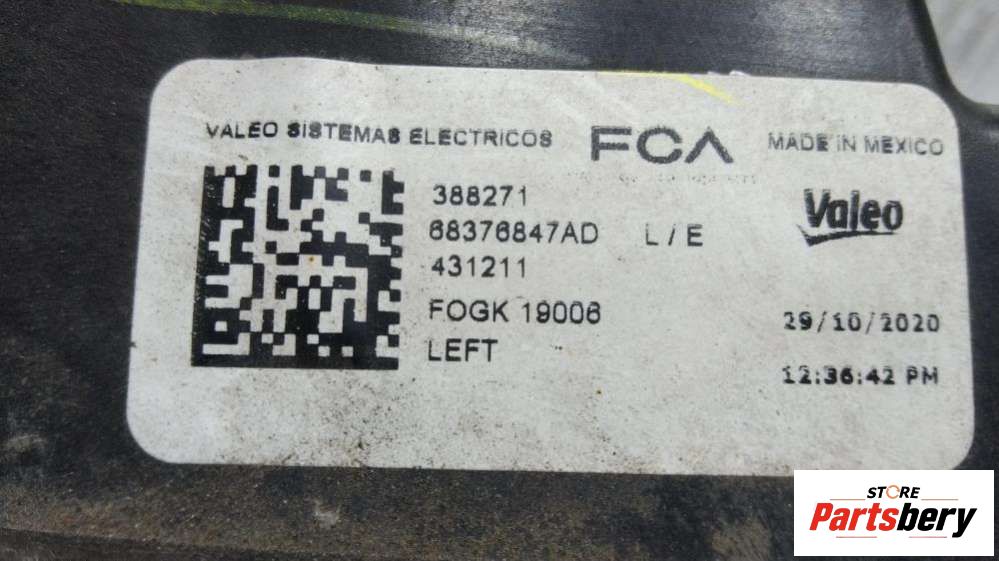 VALEO SISTEMAS ELECTRICOS FCA MADE IN MEXICO
388271
Valeo
68376847AD L / E
431211
FOGK 19006
29/10/2020
LEFT
12:36:42 PM
STORE
Partsbery